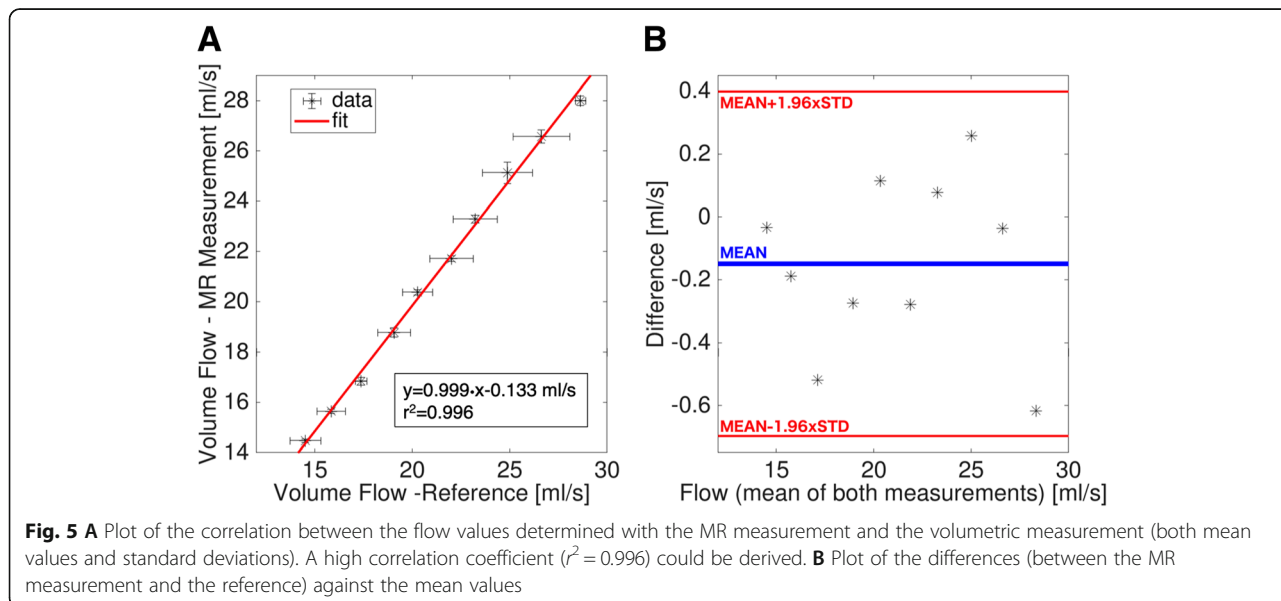 A
Volume Flow - MR Measurement [ml/s]
28
26
24
22
20
18
16
14
data
fit
y=0.999·x-0.133 ml/s
r²=0.996
15 20 25 30
Volume Flow -Reference [ml/s]
B
Difference [ml/s]
0.4
0.2
0
-0.2
-0.4
-0.6
MEAN+1.96xSTD
MEAN
MEAN-1.96xSTD
15 20 25 30
Flow (mean of both measurements) [ml/s]
Fig. 5 A Plot of the correlation between the flow values determined with the MR measurement and the volumetric measurement (both mean
values and standard deviations). A high correlation coefficient (r² = 0.996) could be derived. B Plot of the differences (between the MR
measurement and the reference) against the mean values